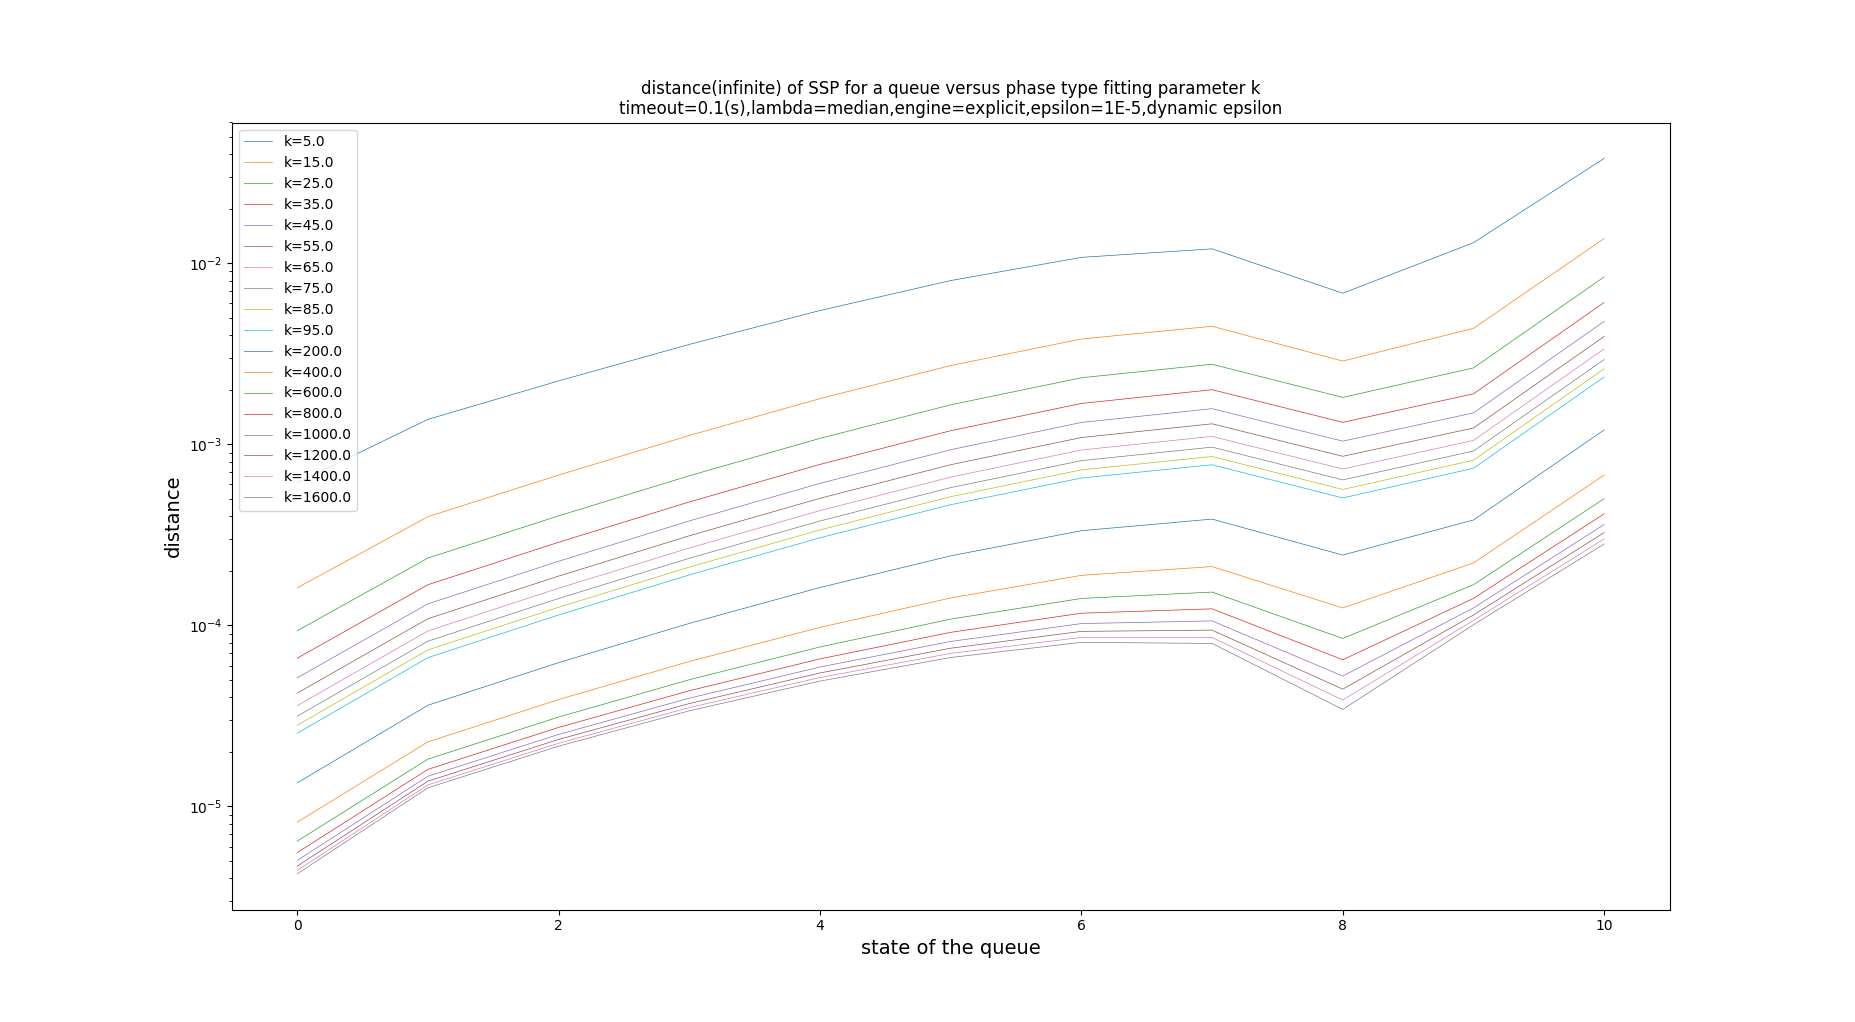 distance(infinite) of SSP for a queue versus phase type fitting parameter k
timeout=0.1(s),lambda=median,engine=explicit,epsilon=1E-5,dynamic epsilon
k=5.0
k=15.0
k=25.0
k=35.0
k=45.0
k=55.0
k=65.0
k=75.0
k=85.0
k=95.0
k=200.0
k=400.0
k=600.0
k=800.0
k=1000.0
k=1200.0
k=1400.0
k=1600.0
distance
10⁻²
10⁻³
10⁻⁴
10⁻⁵
0 2 4 6 8 10
state of the queue